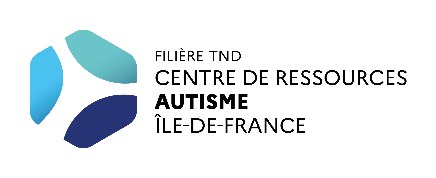 FILIÈRE TND
CENTRE DE RESSOURCES
AUTISME
ÎLE-DE-FRANCE